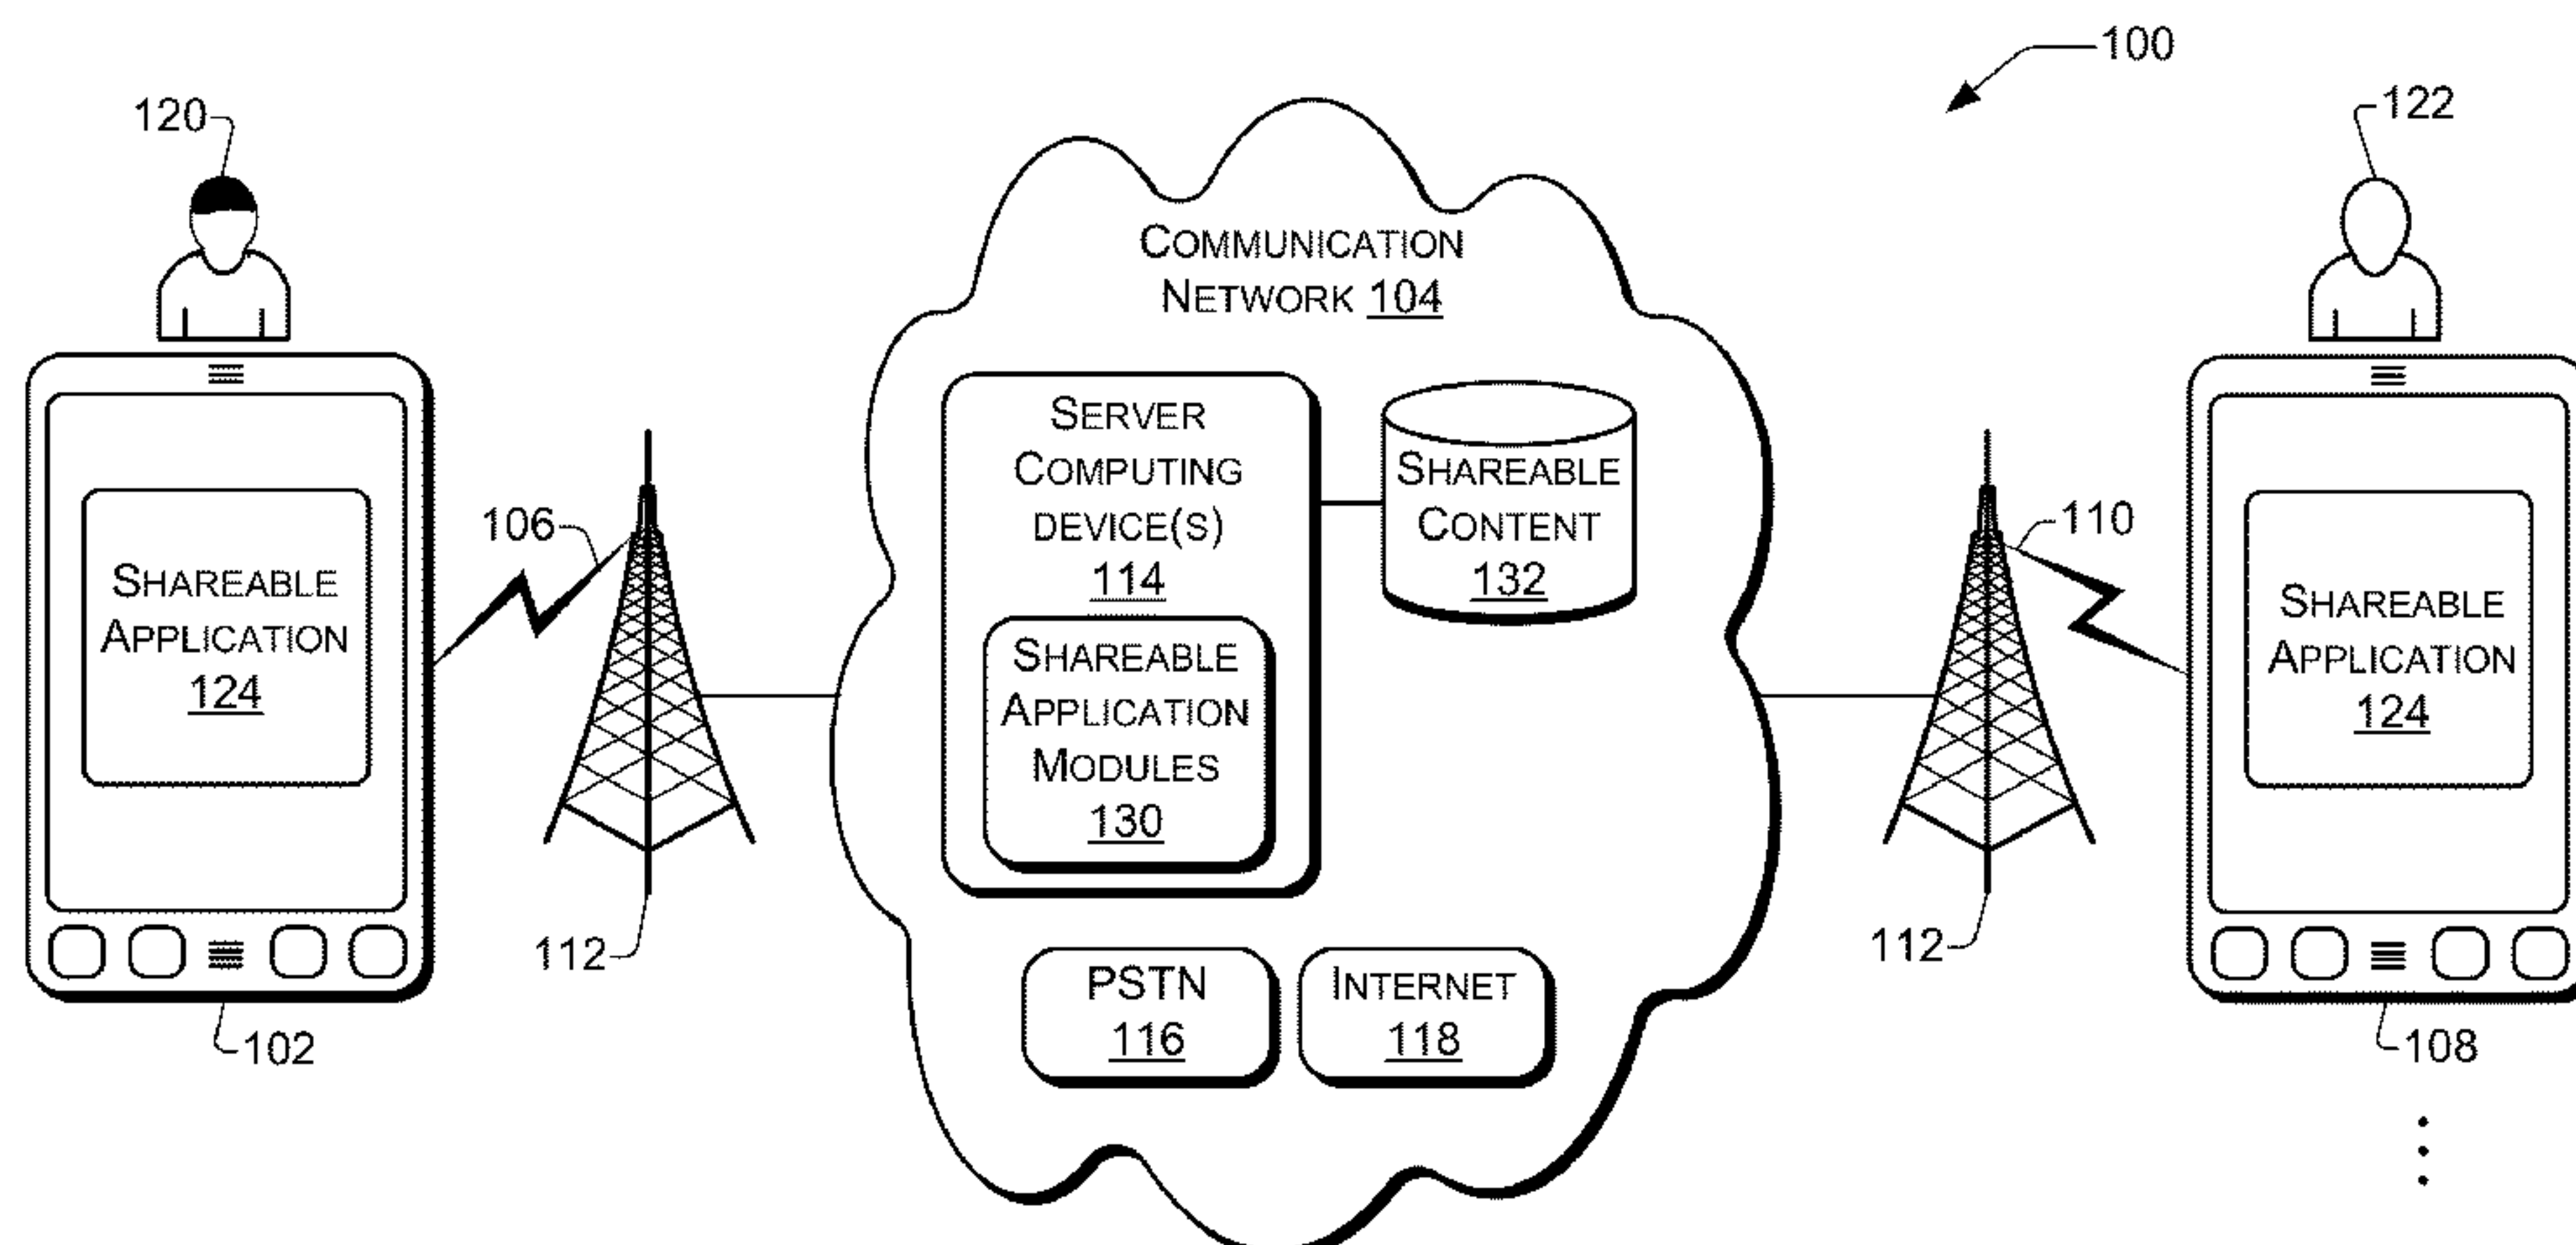 100
120
122
COMMUNICATION
NETWORK 104
SERVER
COMPUTING
DEVICE(S)
114
SHAREABLE
CONTENT
132
106
110
SHAREABLE
APPLICATION
124
SHAREABLE
APPLICATION
MODULES
130
SHAREABLE
APPLICATION
124
112
112
PSTN
116
INTERNET
118
102
108